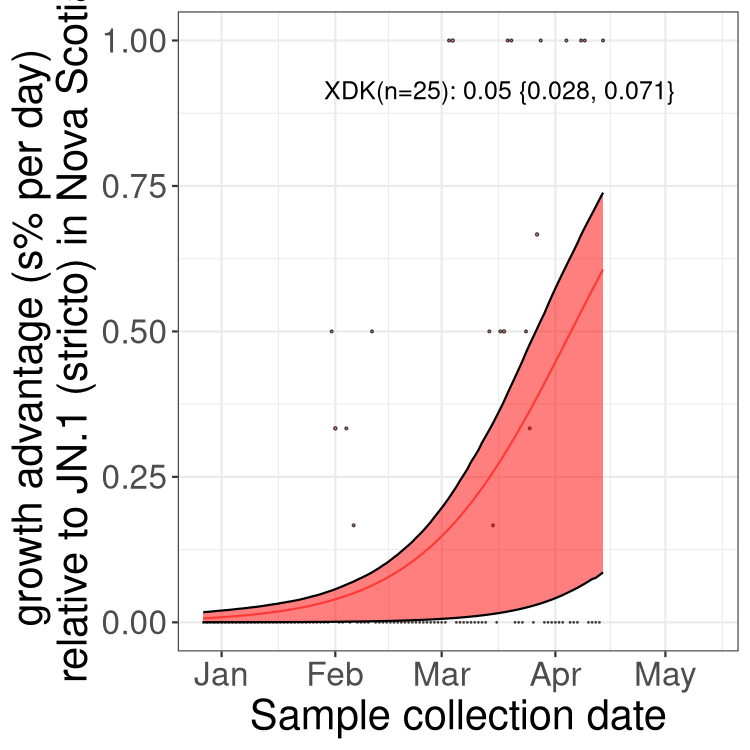 growth advantage (s% per day)
relative to JN.1 (stricto) in Nova Scotia
1.00
XDK(n=25): 0.05 {0.028, 0.071}
0.75
0.50
0.25
0.00
Jan Feb Mar Apr May
Sample collection date